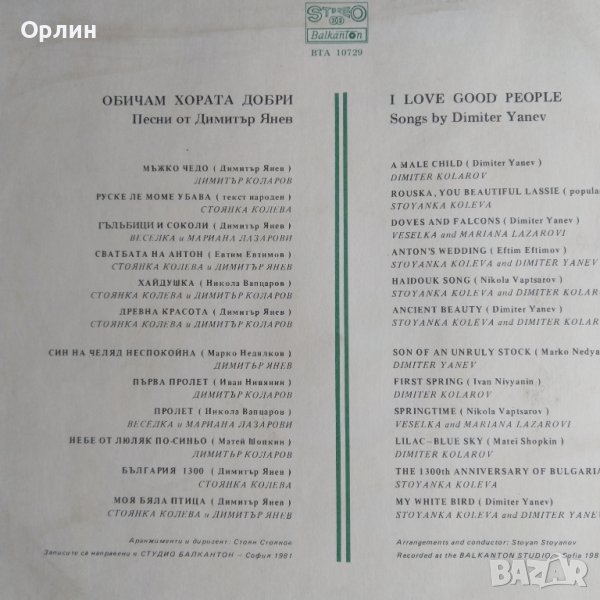 Орлин
STEREO
Balkanton
ВТА 10729
ОБИЧАМ ХОРАТА ДОБРИ
Песни от Димитър Янев
МЪЖКО ЧЕДО ( Димитър Янев )
ДИМИТЪР КОЛАРОВ
РУСКЕ ЛЕ МОМЕ УБАВА ( текст народен )
СТОЯНКА КОЛЕВА
ГЪЛЪБИЦИ И СОКОЛИ ( Димитър Янев )
ВЕСЕЛКА и МАРИАНА ЛАЗАРОВИ
СВАТБАТА НА АНТОН ( Евтим Евтимов )
СТОЯНКА КОЛЕВА и ДИМИТЪР ЯНЕВ
ХАЙДУШКА ( Никола Вапцаров )
СТОЯНКА КОЛЕВА и ДИМИТЪР КОЛАРОВ
ДРЕВНА КРАСОТА ( Димитър Янев )
СТОЯНКА КОЛЕВА и ДИМИТЪР КОЛАРОВ
СИН НА ЧЕЛЯД НЕСПОКОЙНА ( Марко Недялков )
ДИМИТЪР ЯНЕВ
ПЪРВА ПРОЛЕТ ( Иван Нивянин )
ДИМИТЪР КОЛАРОВ
ПРОЛЕТ ( Никола Вапцаров )
ВЕСЕЛКА и МАРИАНА ЛАЗАРОВИ
НЕБЕ ОТ ЛЮЛЯК ПО-СИНЬО ( Матей Шопкин )
ДИМИТЪР КОЛАРОВ
БЪЛГАРИЯ 1300 ( Димитър Янев )
СТОЯНКА КОЛЕВА
МОЯ БЯЛА ПТИЦА ( Димитър Янев )
СТОЯНКА КОЛЕВА и ДИМИТЪР ЯНЕВ
Аранжименти и диригент: Стоян Стоянов
Записите са направени в СТУДИО БАЛКАНТОН – София 1981
I LOVE GOOD PEOPLE
Songs by Dimiter Yanev
A MALE CHILD ( Dimiter Yanev )
DIMITER KOLAROV
ROUSKA, YOU BEAUTIFUL LASSIE ( popula
STOYANKA KOLEVA
DOVES AND FALCONS ( Dimiter Yanev )
VESELKA and MARIANA LAZAROVI
ANTON'S WEDDING ( Eftim Eftimov )
STOYANKA KOLEVA and DIMITER YANEV
HAIDOUK SONG ( Nikola Vaptsarov )
STOYANKA KOLEVA and DIMITER KOLAR
ANCIENT BEAUTY ( Dimiter Yanev )
STOYANKA KOLEVA and DIMITER KOLAR
SON OF AN UNRULY STOCK ( Marko Nedya
DIMITER YANEV
FIRST SPRING ( Ivan Nivyanin )
DIMITER KOLAROV
SPRINGTIME ( Nikola Vaptsarov )
VESELKA and MARIANA LAZAROVI
LILAC–BLUE SKY ( Matei Shopkin )
DIMITER KOLAROV
THE 1300th ANNIVERSARY OF BULGARIA
STOYANKA KOLEVA
MY WHITE BIRD ( Dimiter Yanev)
STOYANKA KOLEVA and DIMITER YANEV
Arrangements and conductor: Stoyan Stoyanov
Recorded at the BALKANTON STUDIO – Sofia 198
BAZAR